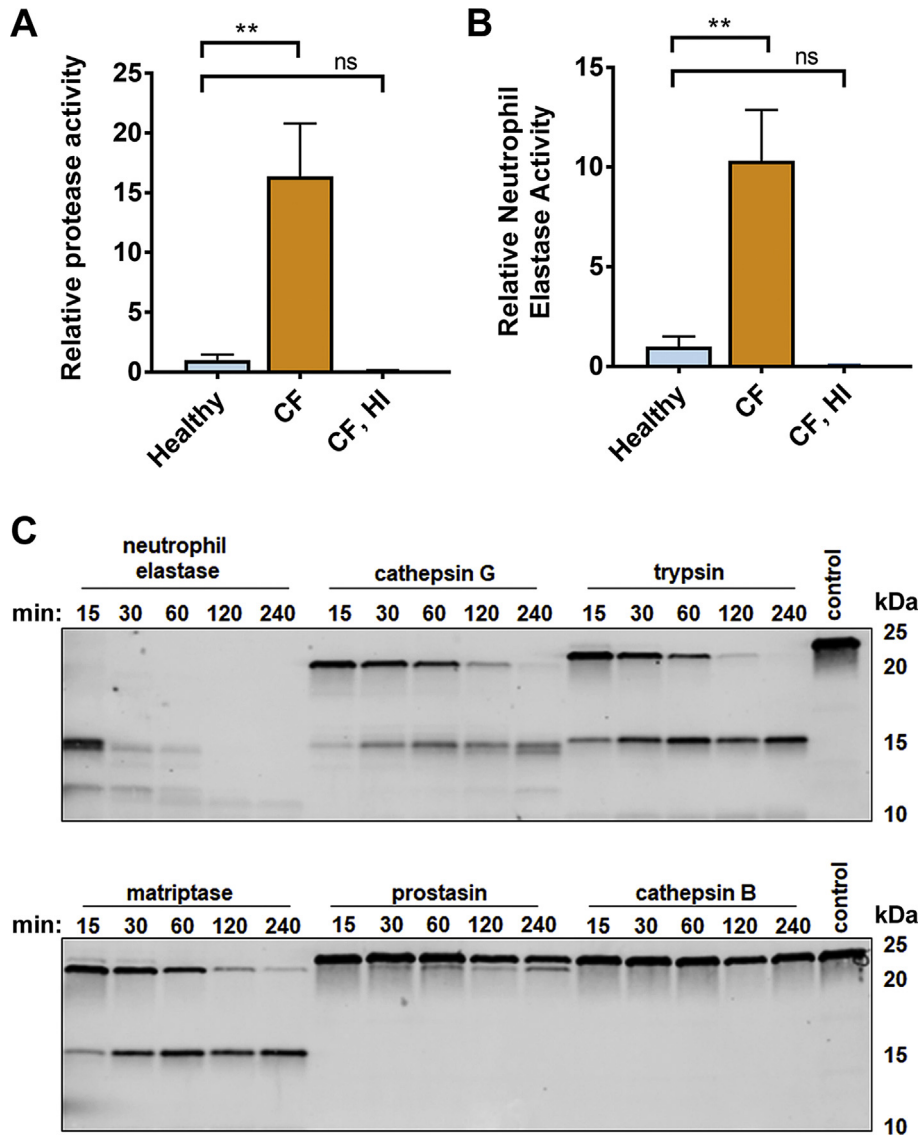 A
**
ns
Relative protease activity
25
20
15
10
5
0
Healthy
CF
CF, HI
B
**
ns
Relative Neutrophil
Elastase Activity
15
10
5
0
Healthy
CF
CF, HI
C
neutrophil
elastase
cathepsin G
trypsin
control
kDa
min: 15 30 60 120 240 15 30 60 120 240 15 30 60 120 240
25
20
15
10
matriptase
prostasin
cathepsin B
control
kDa
min: 15 30 60 120 240 15 30 60 120 240 15 30 60 120 240
25
20
15
10